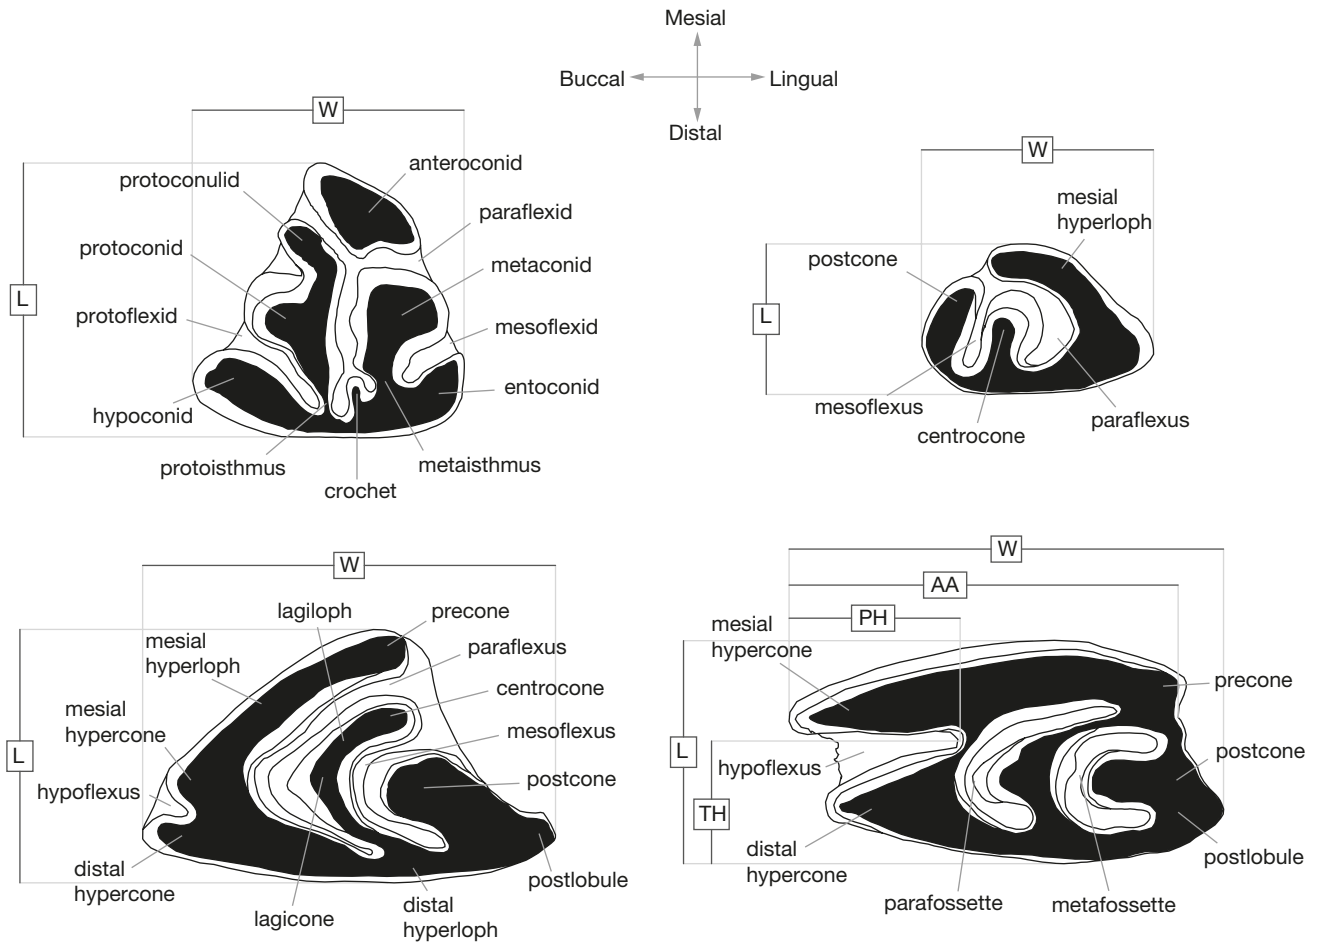 Mesial
Buccal
Lingual
Distal
W
L
protoconulid
anteroconid
protoconid
paraflexid
metaconid
protoflexid
mesoflexid
entoconid
hypoconid
protoisthmus
metaisthmus
crochet
W
L
mesial
hyperloph
postcone
mesoflexus
centrocone
paraflexus
W
L
lagiloph
precone
mesial
hyperloph
paraflexus
centrocone
mesial
hypercone
mesoflexus
hypoflexus
postcone
distal
hypercone
postlobule
lagicone
distal
hyperloph
W
AA
PH
L
TH
mesial
hypercone
precone
hypoflexus
postcone
distal
hypercone
postlobule
parafossette
metafossette